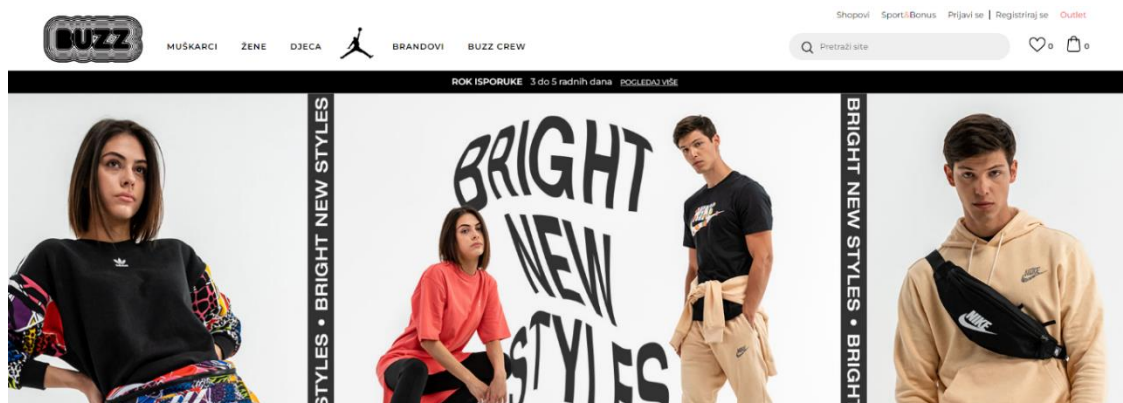 Shopovi Sport&Bonus Prijavi se | Registriraj se Outlet
BUZZ
MUŠKARCI ŽENE DJECA BRANDOVI BUZZ CREW
Pretraži site
0 0
ROK ISPORUKE 3 do 5 radnih dana POGLEDAJ VIŠE
STYLES • BRIGHT NEW STYLES
BRIGHT
NEW
STYLES
NIKE
BRIGHT NEW STYLES • BRIGHT
NIKE
NIKE